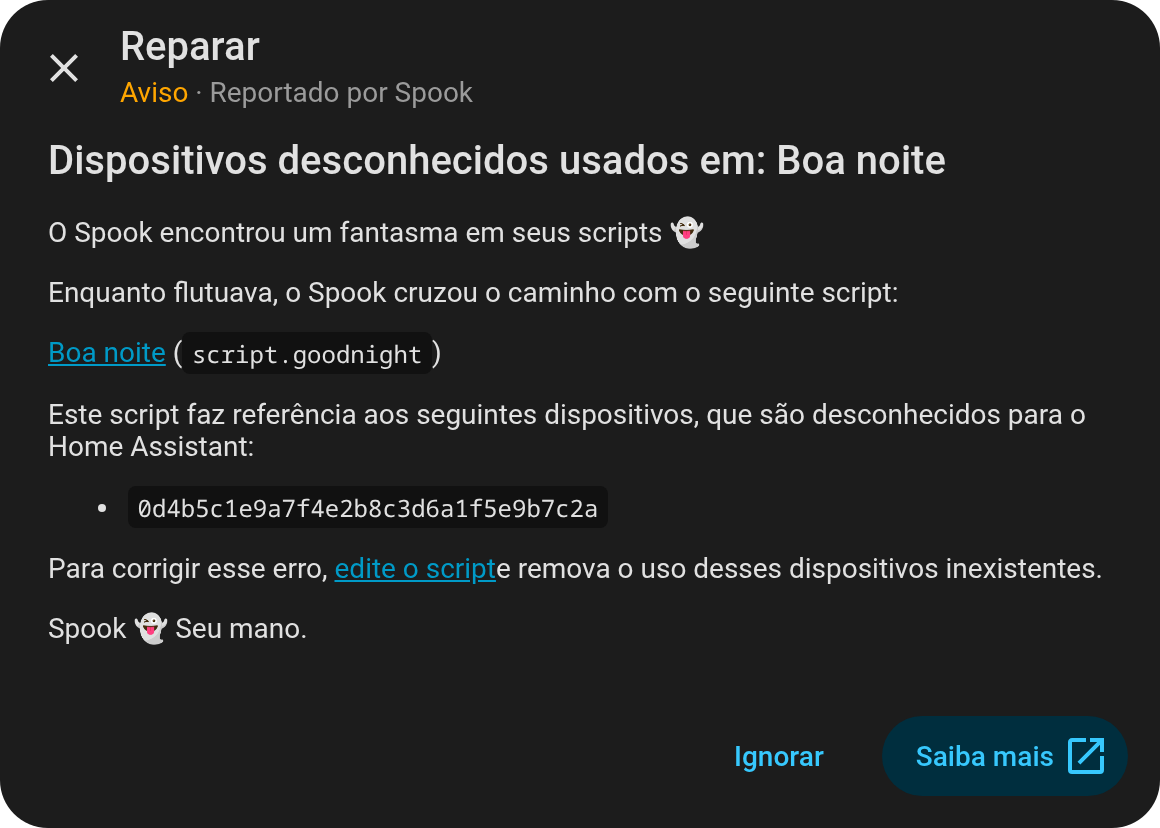 Reparar
Aviso · Reportado por Spook
Dispositivos desconhecidos usados em: Boa noite
O Spook encontrou um fantasma em seus scripts 👻
Enquanto flutuava, o Spook cruzou o caminho com o seguinte script:
Boa noite (script.goodnight)
Este script faz referência aos seguintes dispositivos, que são desconhecidos para o
Home Assistant:
• 0d4b5c1e9a7f4e2b8c3d6a1f5e9b7c2a
Para corrigir esse erro, edite o scripte remova o uso desses dispositivos inexistentes.
Spook 👻 Seu mano.
Ignorar
Saiba mais